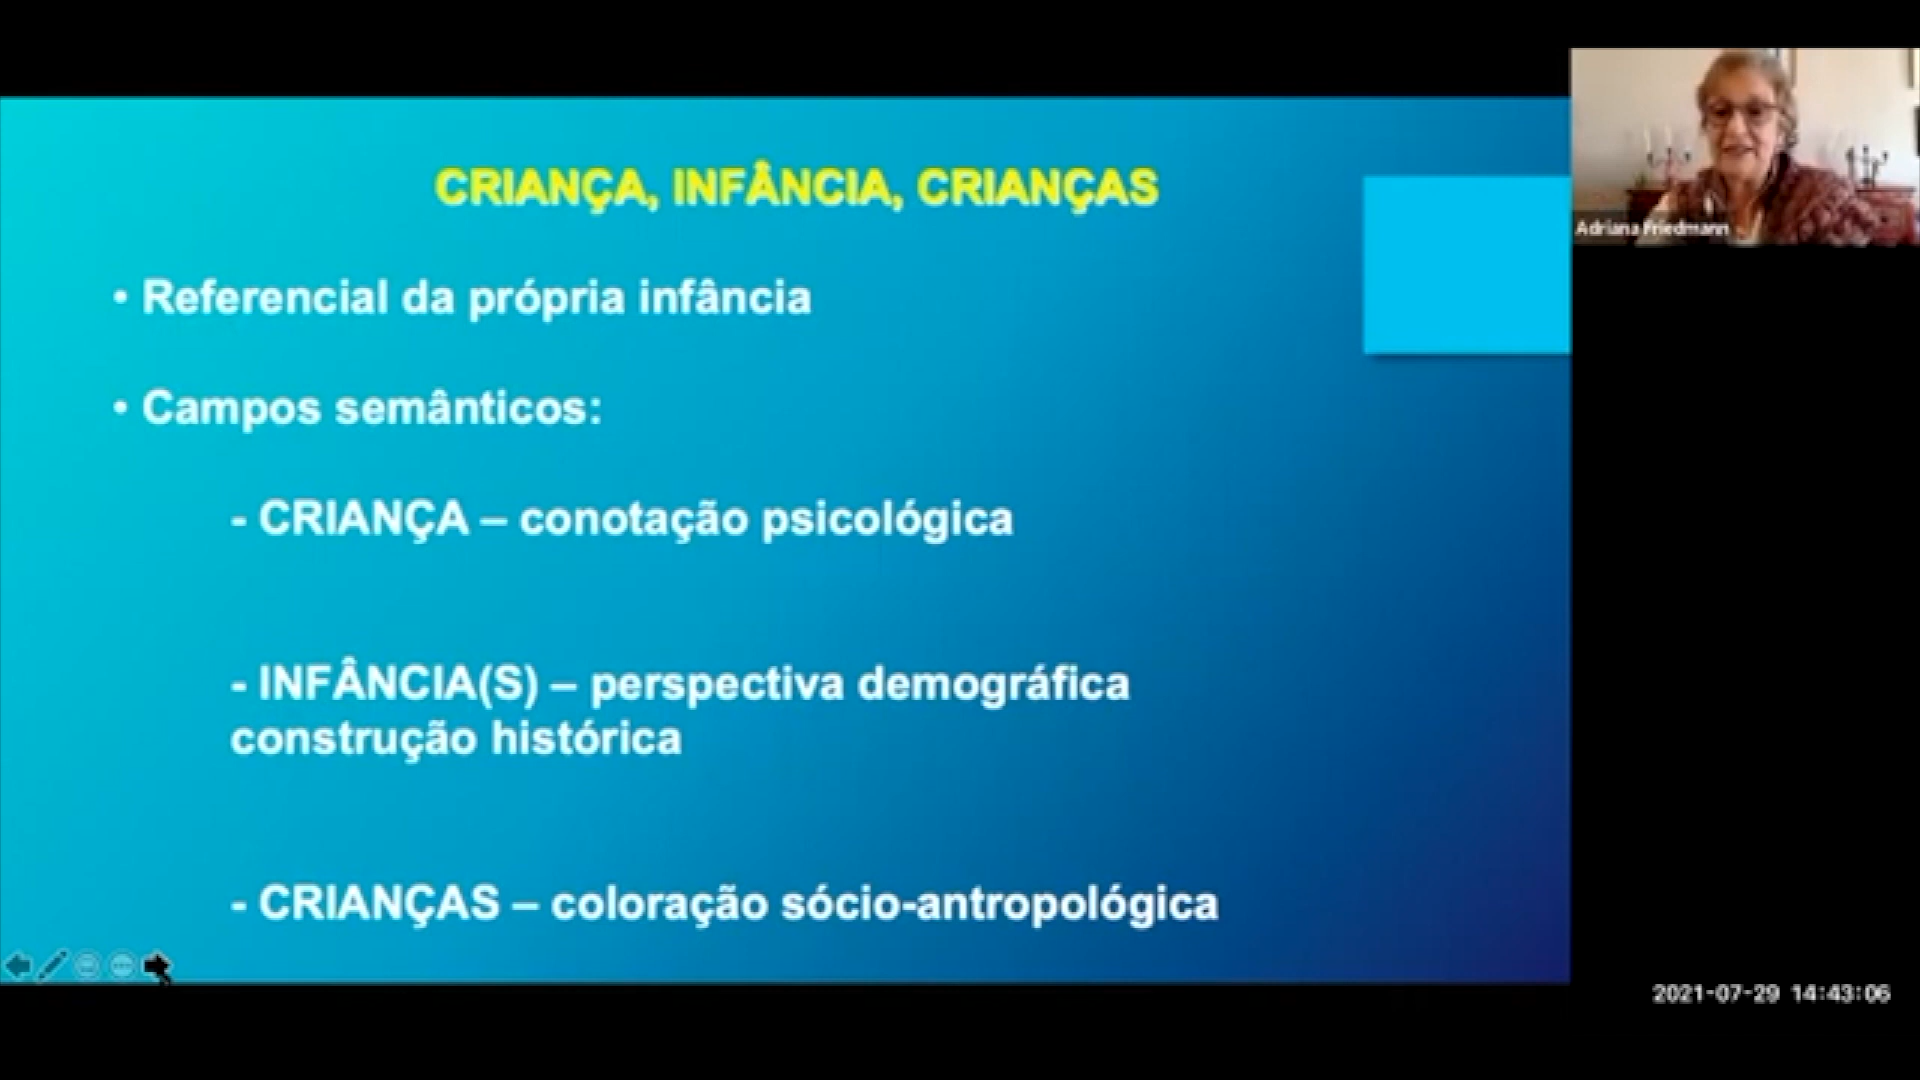 CRIANÇA, INFÂNCIA, CRIANÇAS
• Referencial da própria infância
• Campos semânticos:
- CRIANÇA – conotação psicológica
- INFÂNCIA(S) – perspectiva demográfica
construção histórica
- CRIANÇAS – coloração sócio-antropológica
Adriana Friedmann
2021-07-29 14:43:06